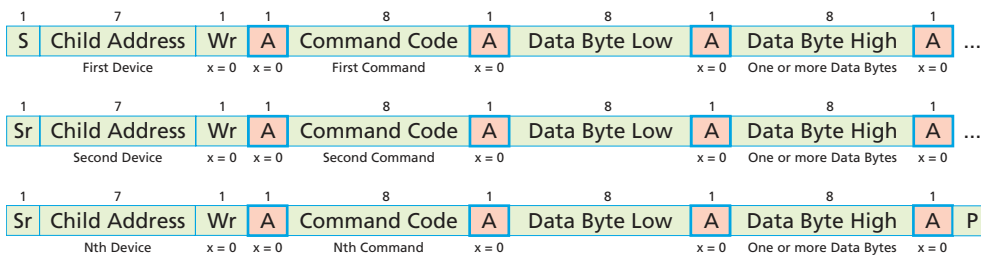 1 7 1 1 8 1 8 1 8 1
S Child Address Wr A Command Code A Data Byte Low A Data Byte High A ...
First Device x = 0 x = 0 First Command x = 0 x = 0 One or more Data Bytes x = 0
1 7 1 1 8 1 8 1 8 1
Sr Child Address Wr A Command Code A Data Byte Low A Data Byte High A ...
Second Device x = 0 x = 0 Second Command x = 0 x = 0 One or more Data Bytes x = 0
1 7 1 1 8 1 8 1 8 1
Sr Child Address Wr A Command Code A Data Byte Low A Data Byte High A P
Nth Device x = 0 x = 0 Nth Command x = 0 x = 0 One or more Data Bytes x = 0